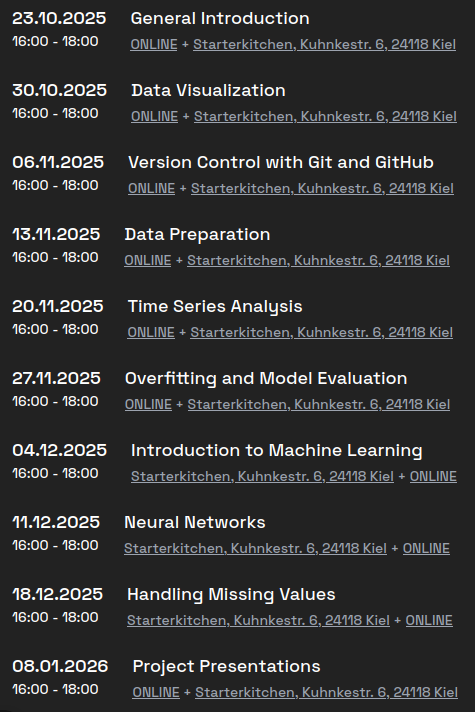 23.10.2025 General Introduction
16:00 - 18:00 ONLINE + Starterkitchen, Kuhnkestr. 6, 24118 Kiel
30.10.2025 Data Visualization
16:00 - 18:00 ONLINE + Starterkitchen, Kuhnkestr. 6, 24118 Kiel
06.11.2025 Version Control with Git and GitHub
16:00 - 18:00 ONLINE + Starterkitchen, Kuhnkestr. 6, 24118 Kiel
13.11.2025 Data Preparation
16:00 - 18:00 ONLINE + Starterkitchen, Kuhnkestr. 6, 24118 Kiel
20.11.2025 Time Series Analysis
16:00 - 18:00 ONLINE + Starterkitchen, Kuhnkestr. 6, 24118 Kiel
27.11.2025 Overfitting and Model Evaluation
16:00 - 18:00 ONLINE + Starterkitchen, Kuhnkestr. 6, 24118 Kiel
04.12.2025 Introduction to Machine Learning
16:00 - 18:00 Starterkitchen, Kuhnkestr. 6, 24118 Kiel + ONLINE
11.12.2025 Neural Networks
16:00 - 18:00 Starterkitchen, Kuhnkestr. 6, 24118 Kiel + ONLINE
18.12.2025 Handling Missing Values
16:00 - 18:00 Starterkitchen, Kuhnkestr. 6, 24118 Kiel + ONLINE
08.01.2026 Project Presentations
16:00 - 18:00 ONLINE + Starterkitchen, Kuhnkestr. 6, 24118 Kiel